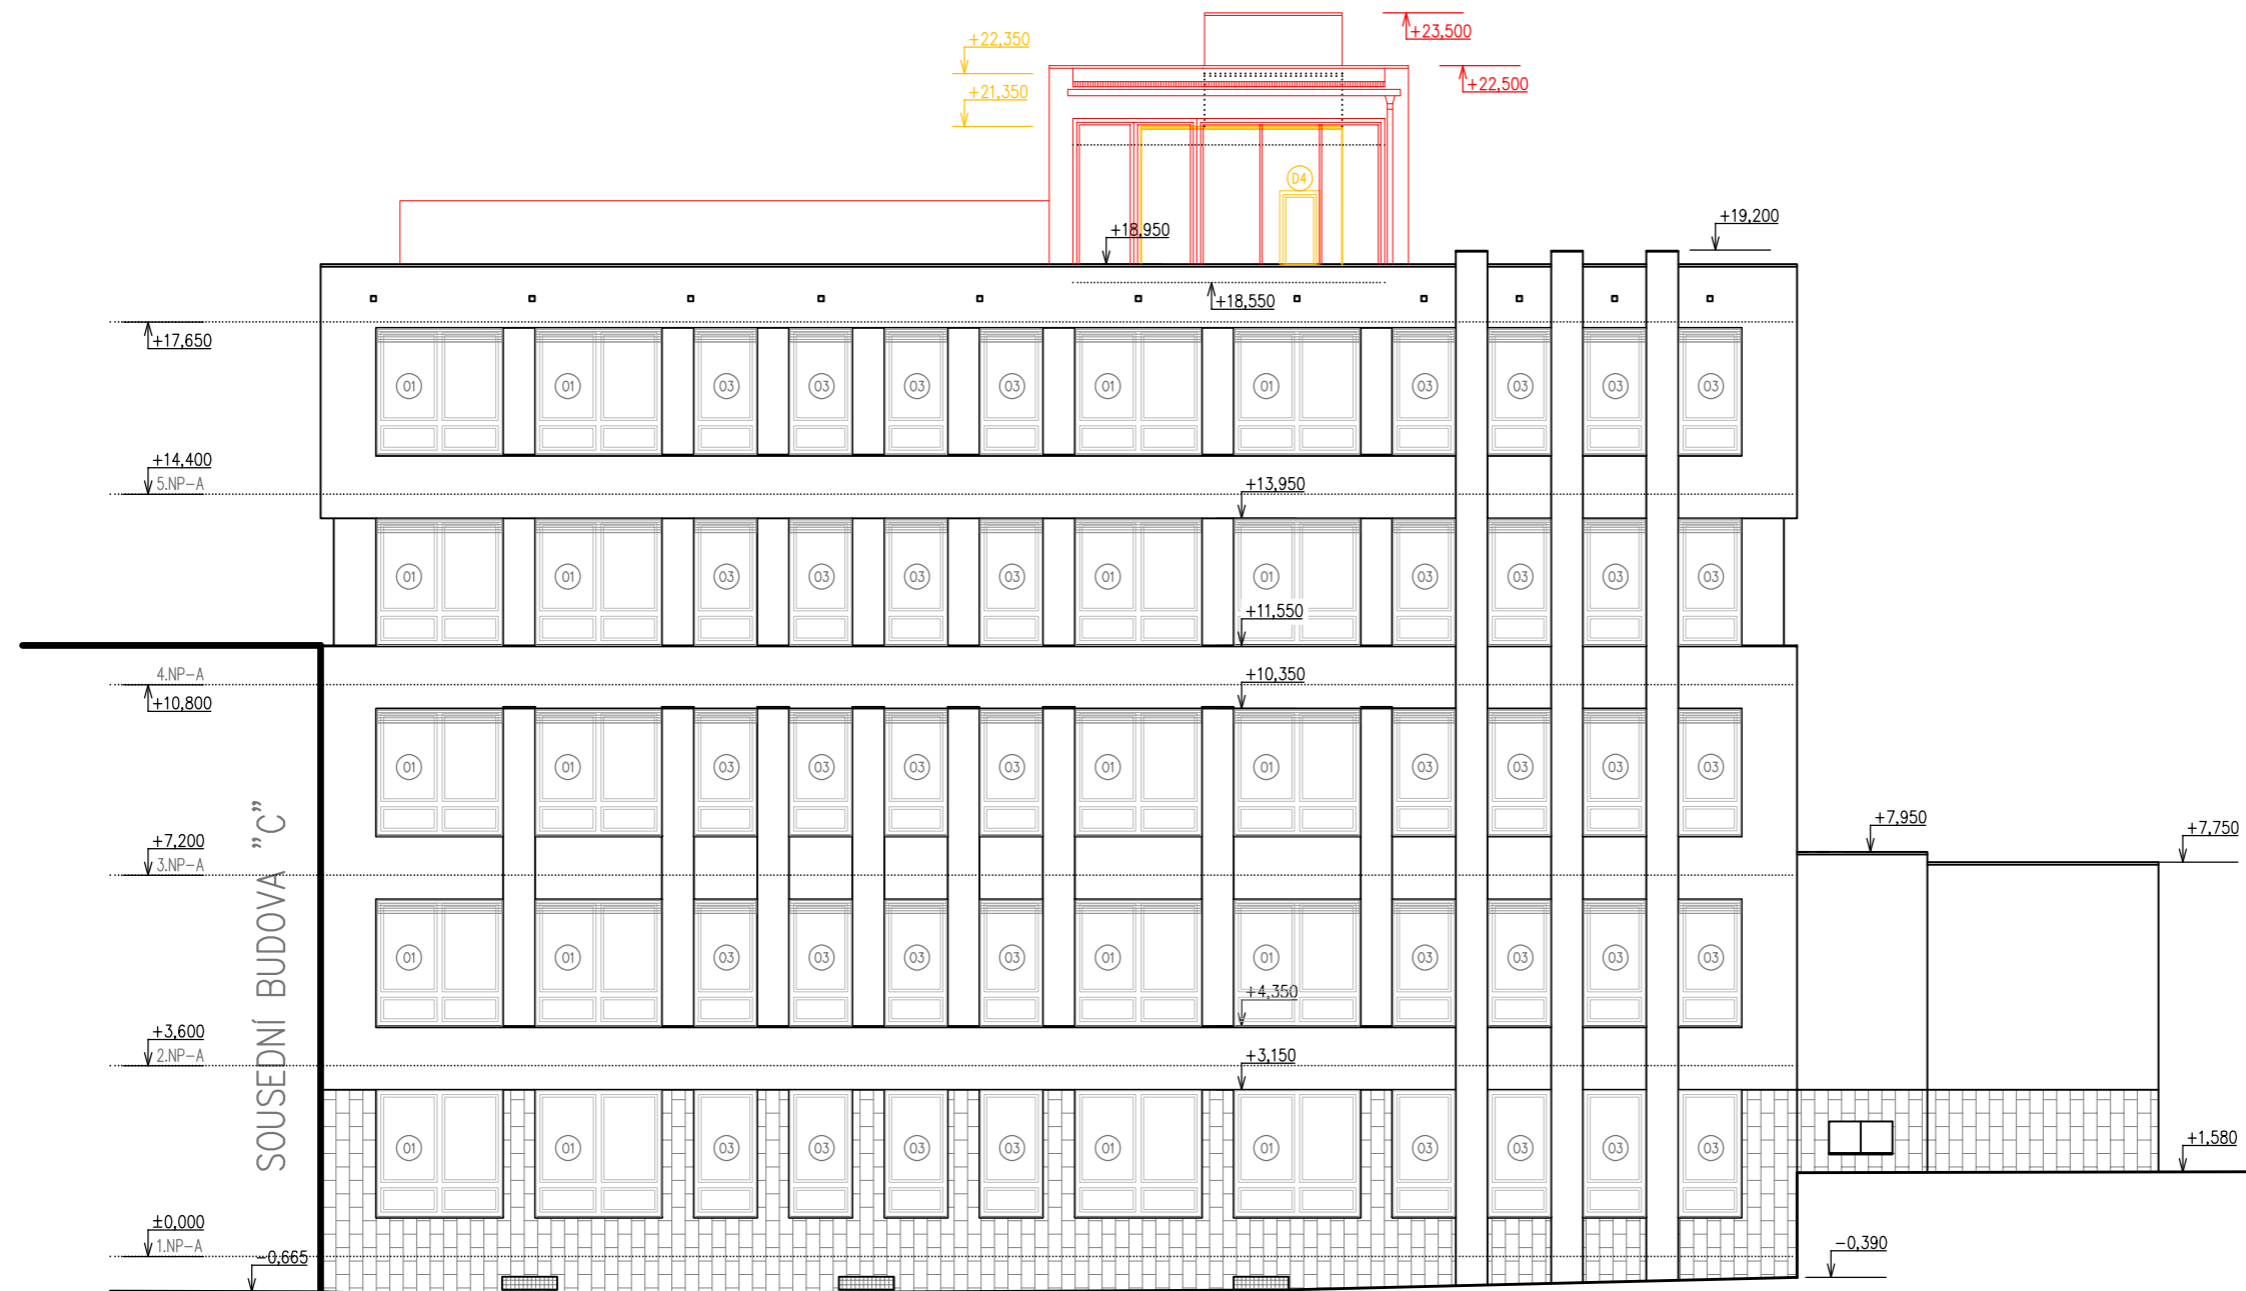 +23,500
+22,350
+22,500
+21,350
D4
+19,200
+18,950
+18,550
+17,650
01 01 03 03 03 03 01 01 03 03 03 03
+14,400
5.NP-A
+13,950
01 01 03 03 03 03 01 01 03 03 03 03
+11,550
4.NP-A
+10,350
+10,800
01 01 03 03 03 03 01 01 03 03 03 03
SOUSEDNÍ BUDOVA "C"
+7,950
+7,750
+7,200
3.NP-A
01 01 03 03 03 03 01 01 03 03 03 03
+4,350
+3,600
2.NP-A
+3,150
01 01 03 03 03 03 01 01 03 03 03 03
+1,580
±0,000
1.NP-A
-0,665
-0,390